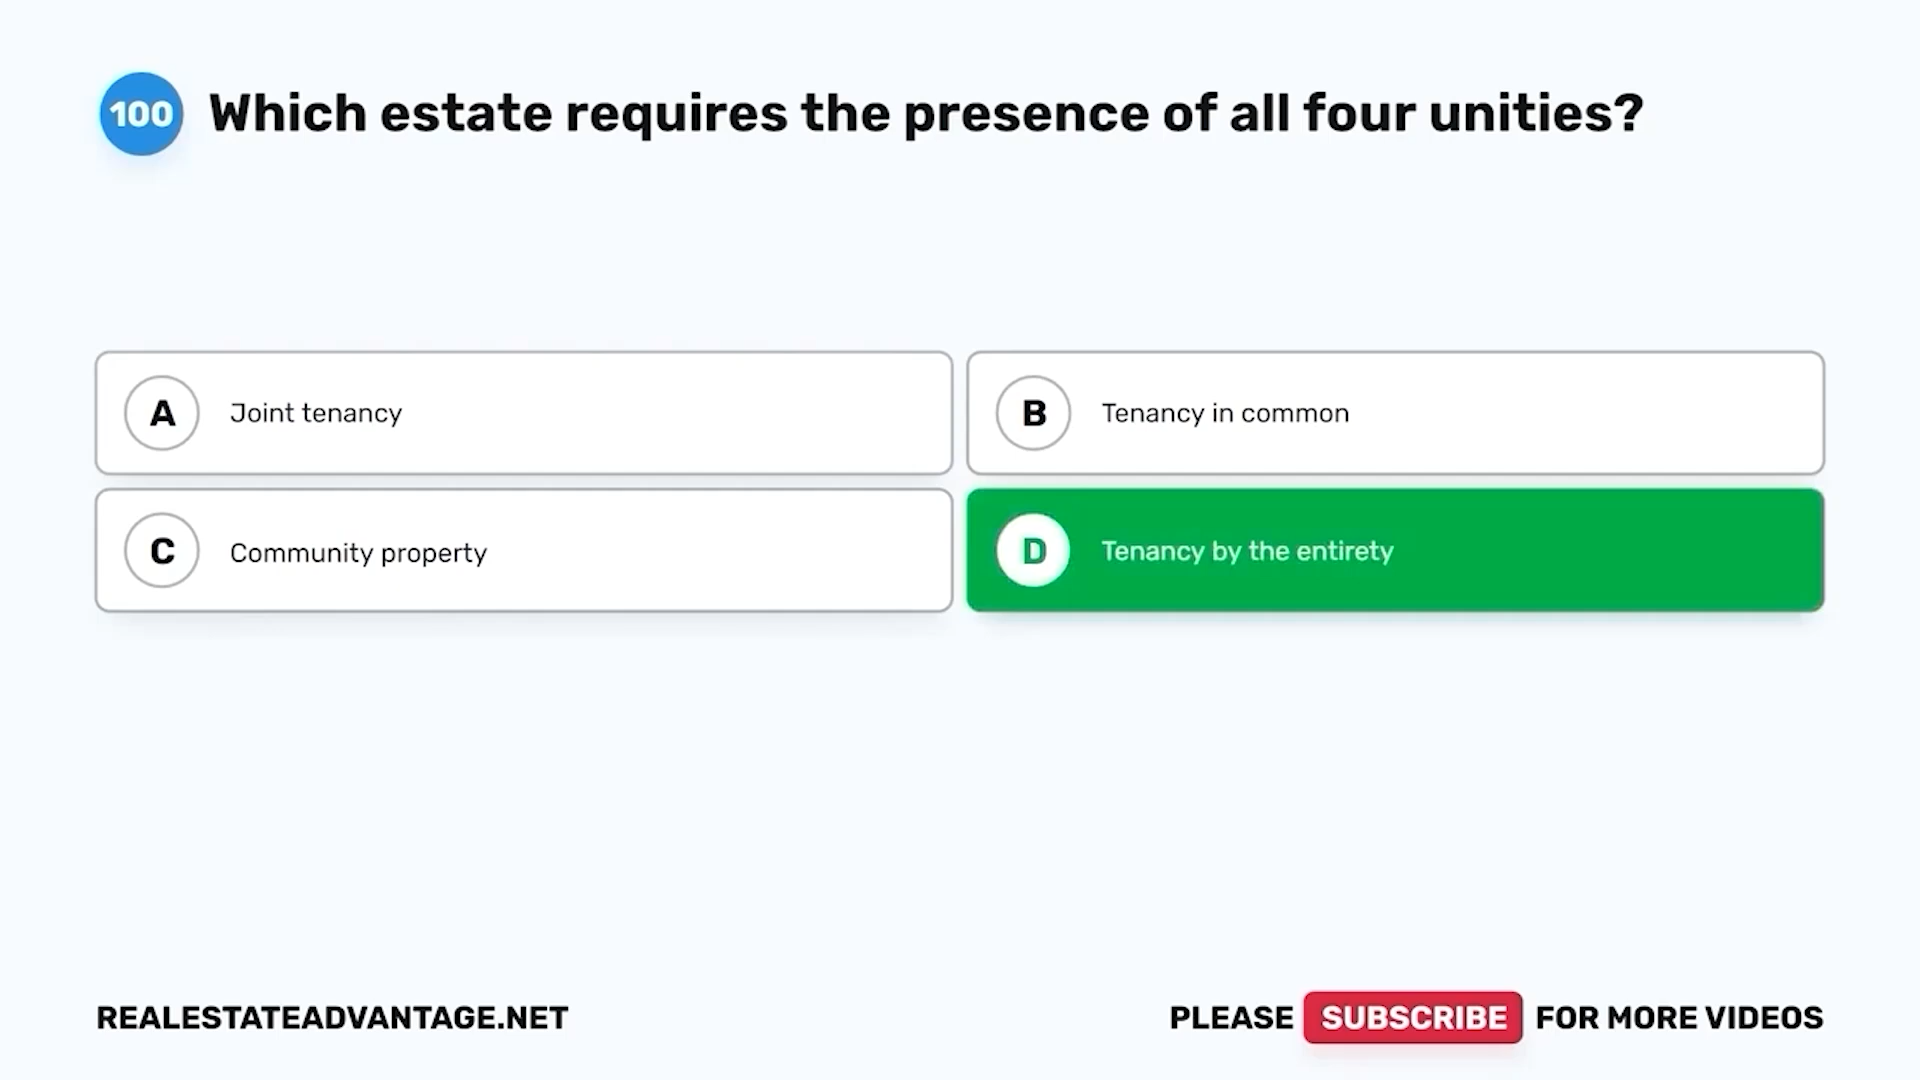 100 Which estate requires the presence of all four unities?
A Joint tenancy
B Tenancy in common
C Community property
D Tenancy by the entirety
REALESTATEADVANTAGE.NET
PLEASE SUBSCRIBE FOR MORE VIDEOS